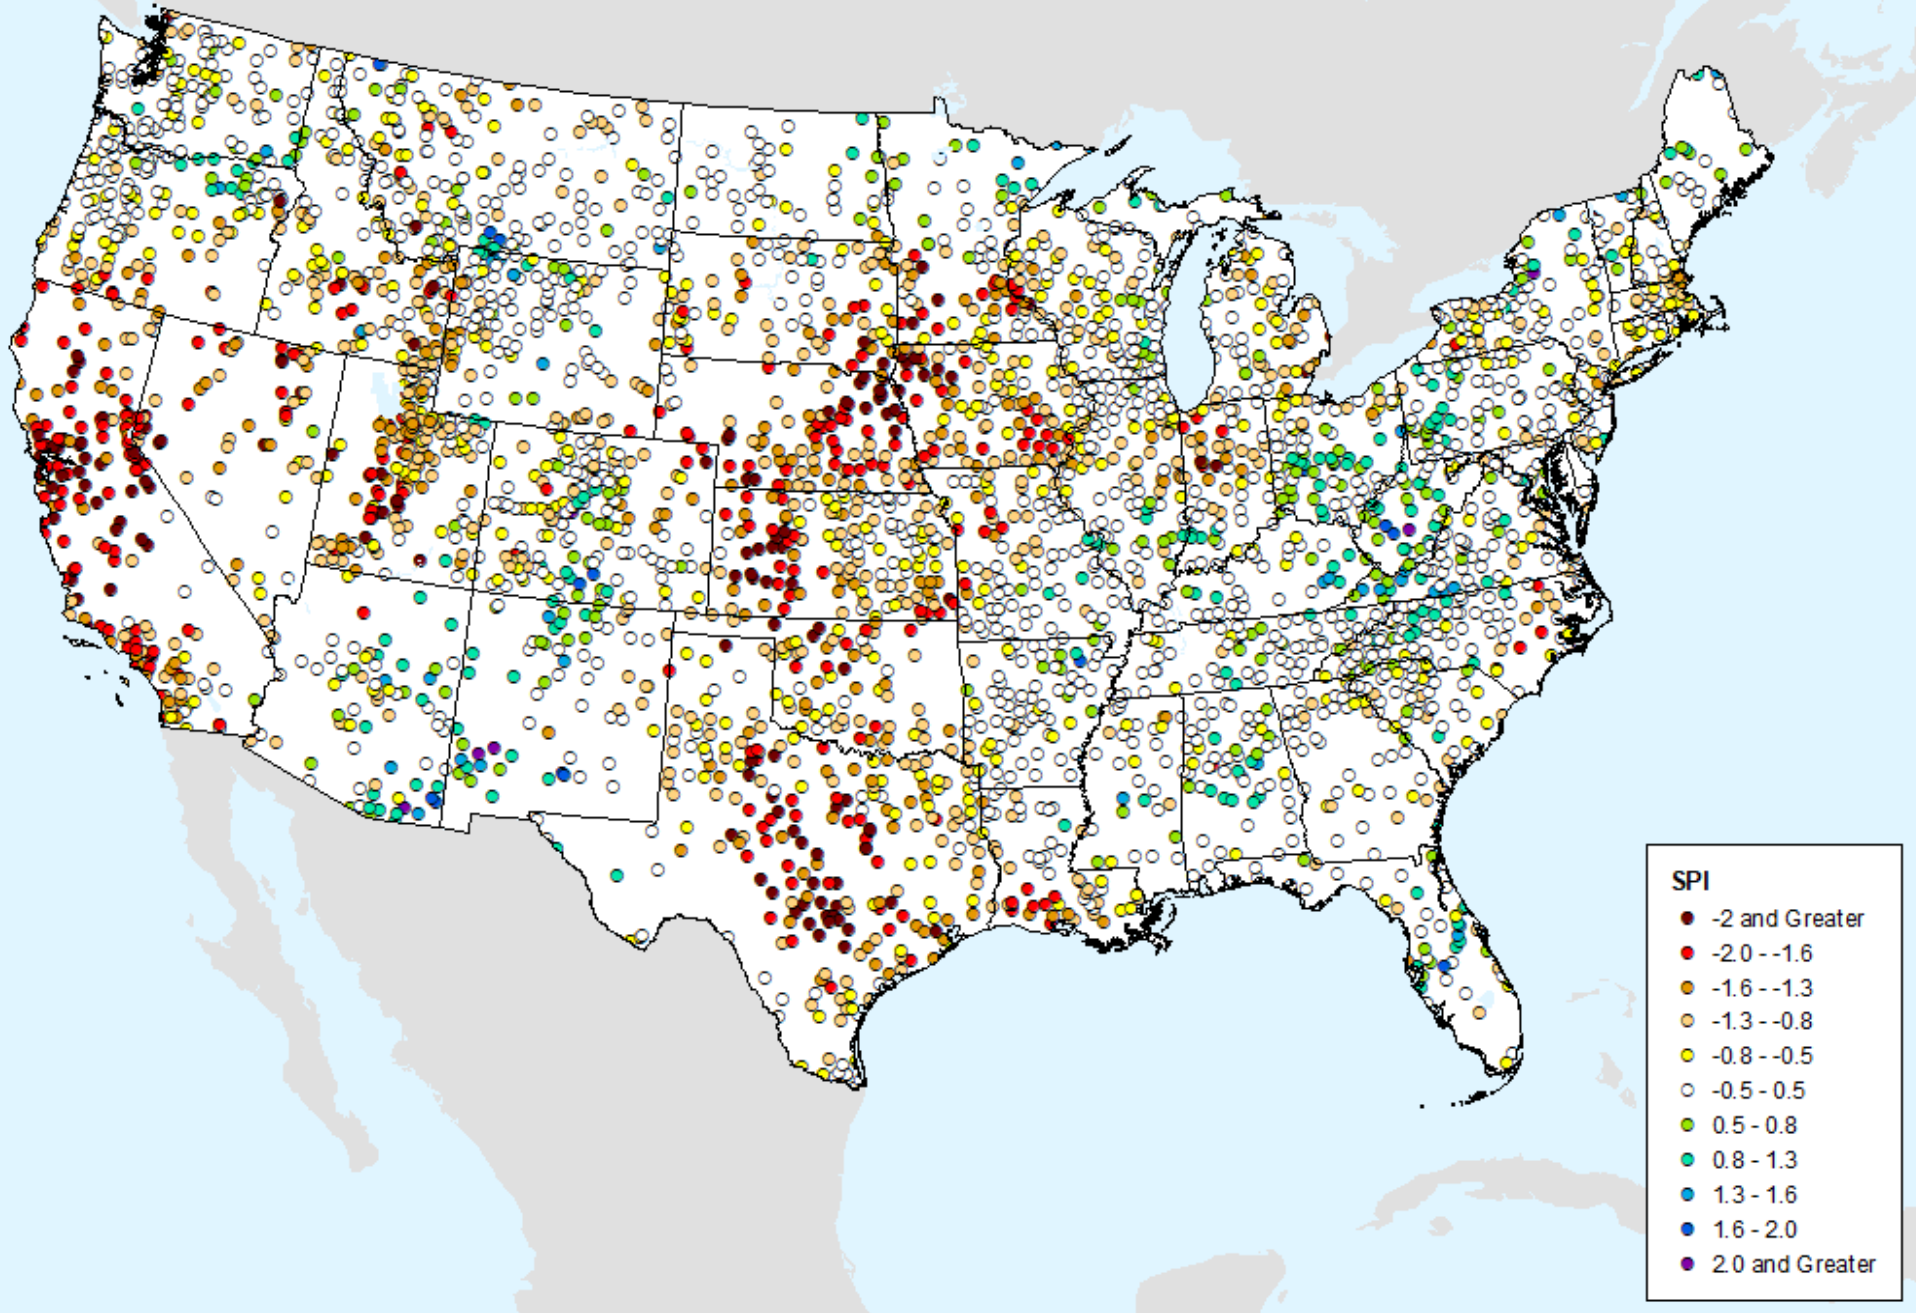 SPI
-2 and Greater
-2.0 - -1.6
-1.6 - -1.3
-1.3 - -0.8
-0.8 - -0.5
-0.5 - 0.5
0.5 - 0.8
0.8 - 1.3
1.3 - 1.6
1.6 - 2.0
2.0 and Greater